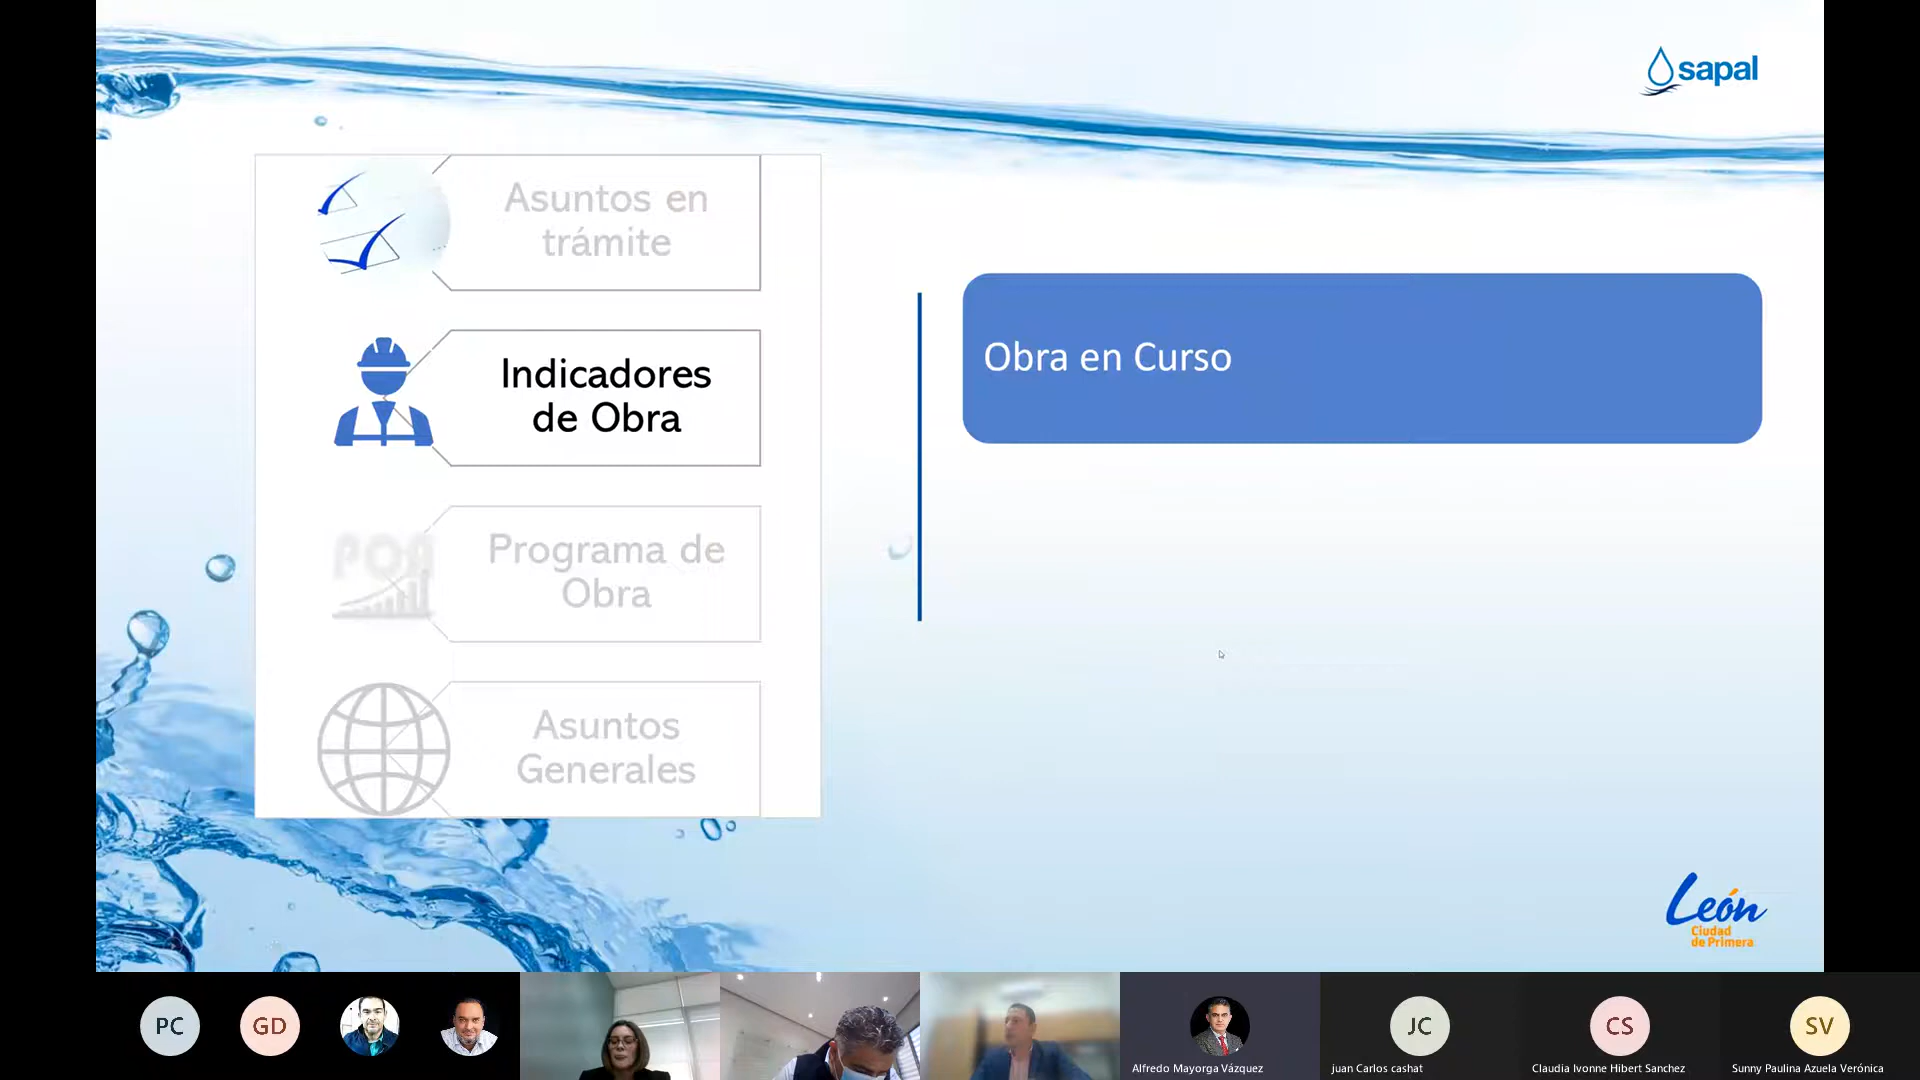 sapal
Asuntos en
trámite
Indicadores
de Obra
Programa de
Obra
Asuntos
Generales
Obra en Curso
León
Ciudad
de Primera
PC
GD
JC
CS
SV
Alfredo Mayorga Vázquez
juan Carlos cashat
Claudia Ivonne Hibert Sanchez
Sunny Paulina Azuela Verónica